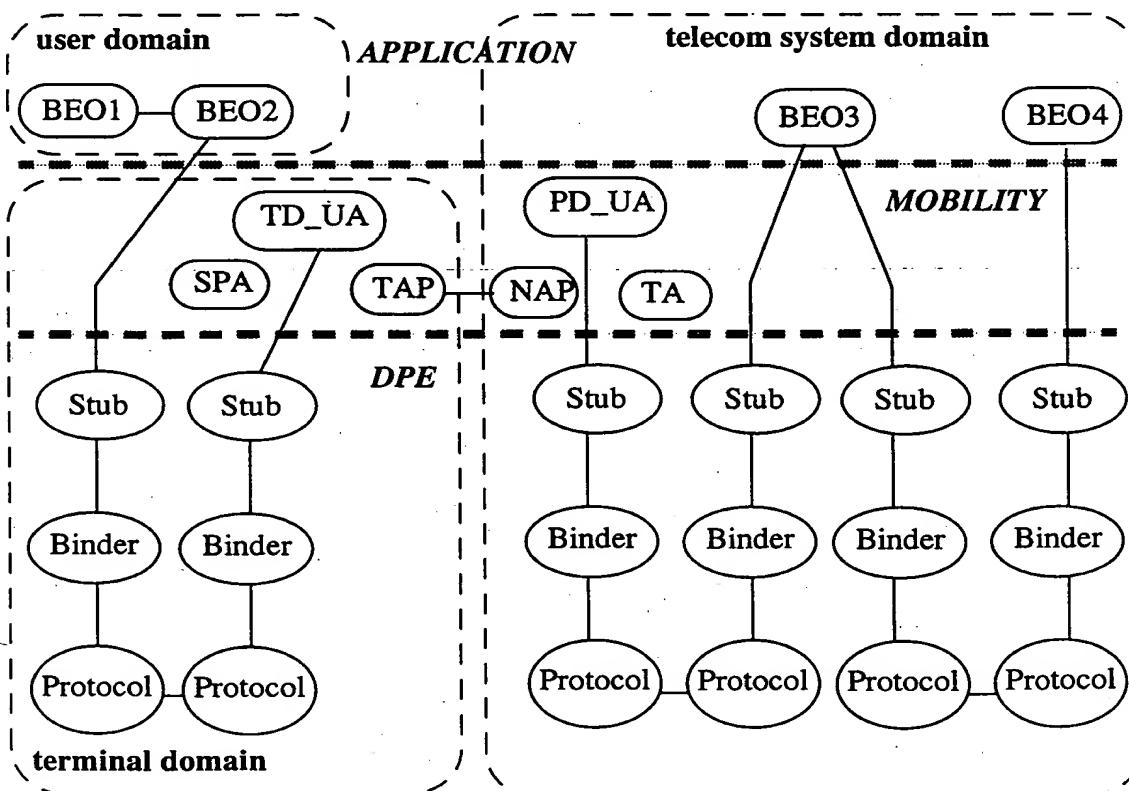 user domain
APPLICATION
telecom system domain
BEO1
BEO2
BEO3
BEO4
TD_UA
PD_UA
MOBILITY
SPA
TAP
NAP
TA
DPE
Stub
Stub
Stub
Stub
Stub
Stub
Binder
Binder
Binder
Binder
Binder
Binder
Protocol
Protocol
Protocol
Protocol
Protocol
Protocol
terminal domain